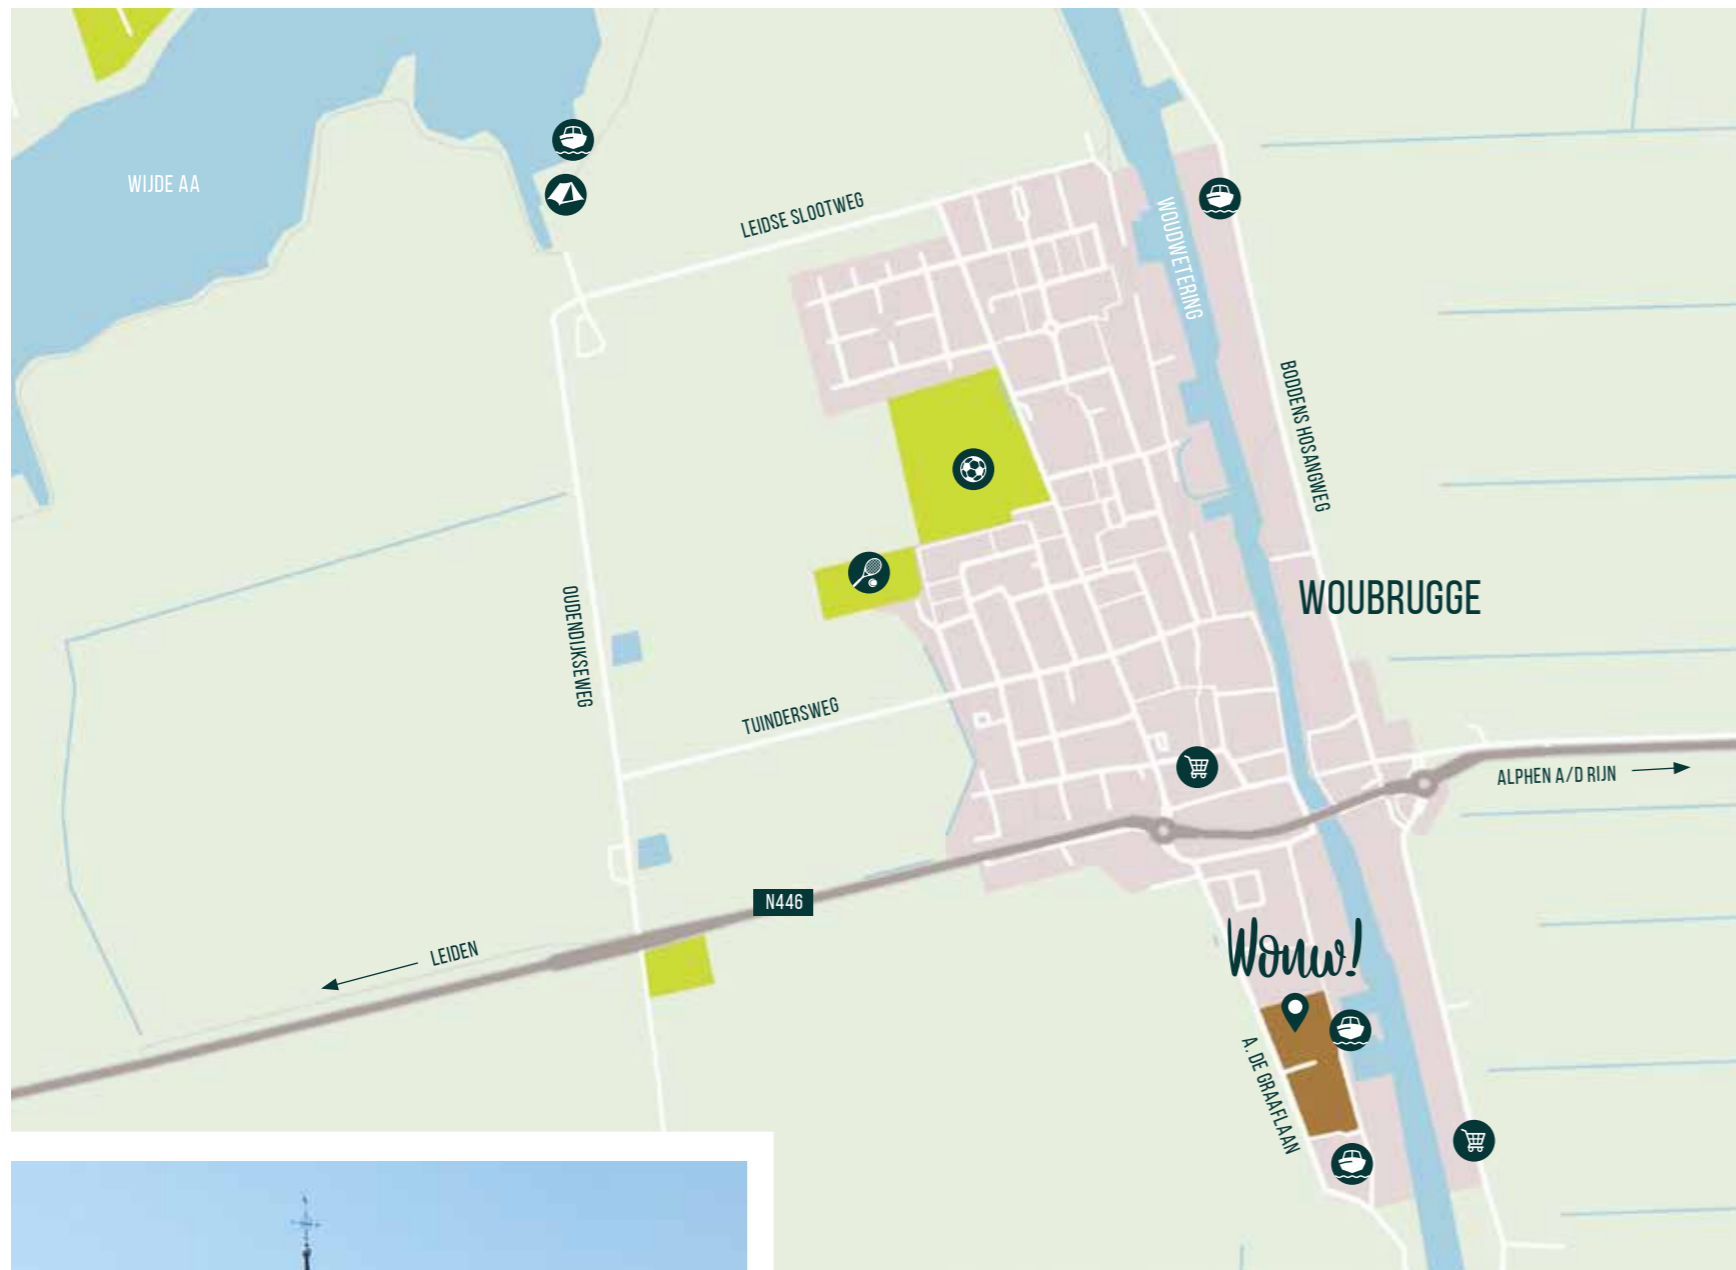 WIJDE AA
LEIDSE SLOOTWEG
WOUDWETERING
BODDENS HOSANGWEG
OUDENDIJKSEWEG
WOUBRUGGE
TUINDERSWEG
ALPHEN A/D RIJN
N446
LEIDEN
Wouw!
A. DE GRAAFLAAN